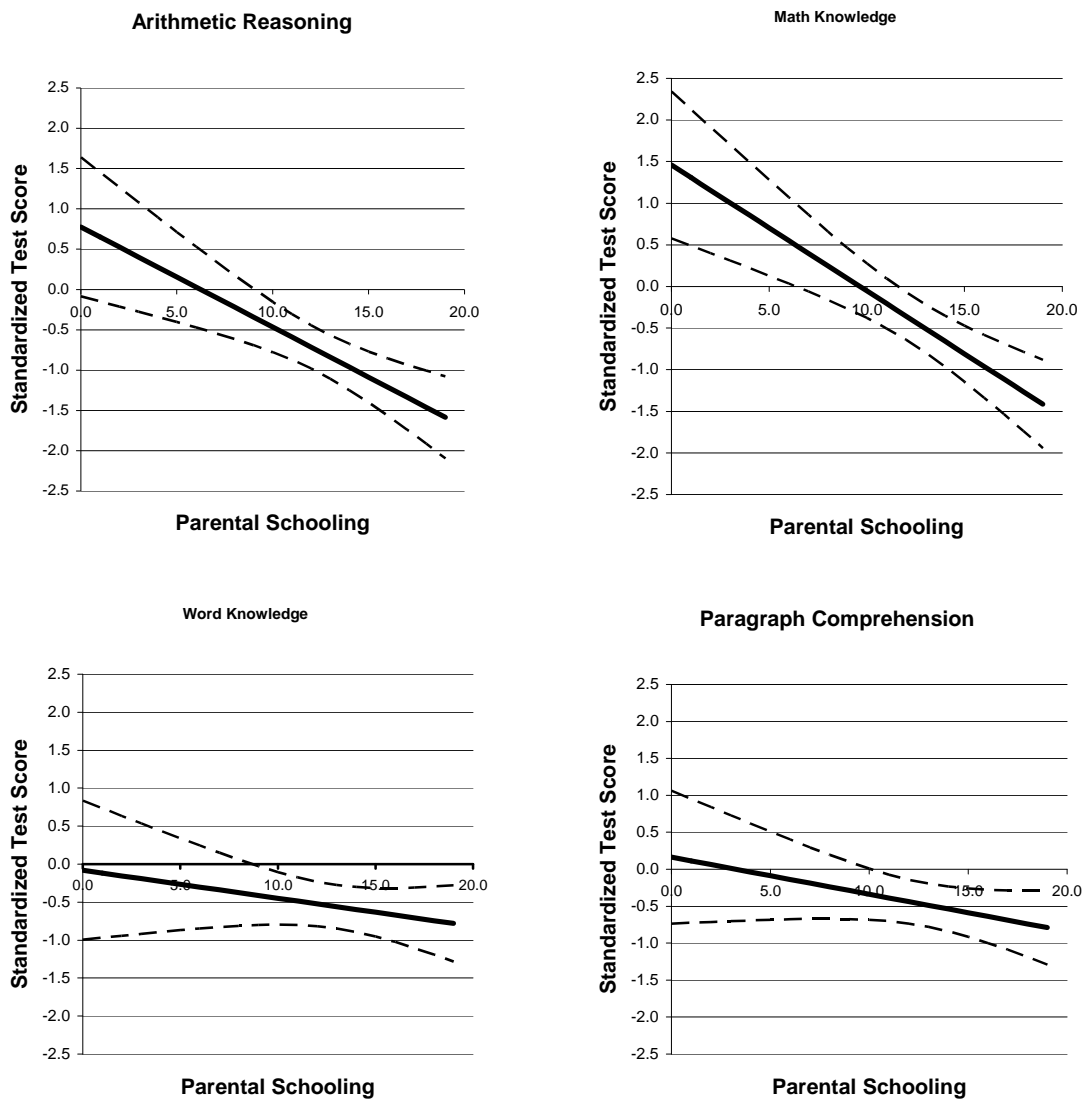 Arithmetic Reasoning
Standardized Test Score
2.5
2.0
1.5
1.0
0.5
0.0
-0.5
-1.0
-1.5
-2.0
-2.5
0.0 5.0 10.0 15.0 20.0
Parental Schooling
Math Knowledge
Standardized Test Score
2.5
2.0
1.5
1.0
0.5
0.0
-0.5
-1.0
-1.5
-2.0
-2.5
0.0 5.0 10.0 15.0 20.0
Parental Schooling
Word Knowledge
Standardized Test Score
2.5
2.0
1.5
1.0
0.5
0.0
-0.5
-1.0
-1.5
-2.0
-2.5
0.0 5.0 10.0 15.0 20.0
Parental Schooling
Paragraph Comprehension
Standardized Test Score
2.5
2.0
1.5
1.0
0.5
0.0
-0.5
-1.0
-1.5
-2.0
-2.5
0.0 5.0 10.0 15.0 20.0
Parental Schooling